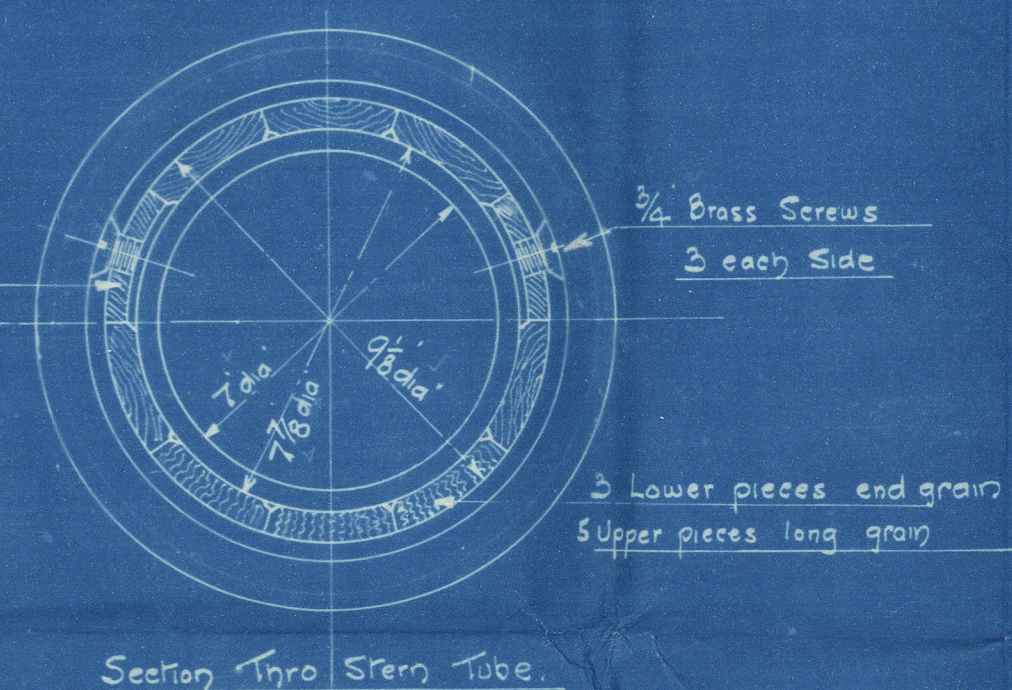 3/4" Brass Screws
3 each Side
9 1/8" dia
7" dia
7 7/8 dia
3 Lower pieces end grain
5 Upper pieces long grain
Section Thro Stern Tube.